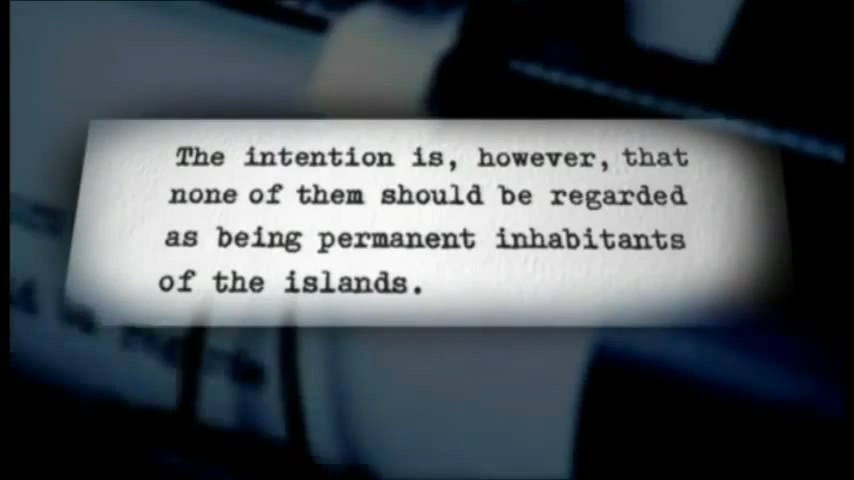 The intention is, however, that
none of them should be regarded
as being permanent inhabitants
of the islands.